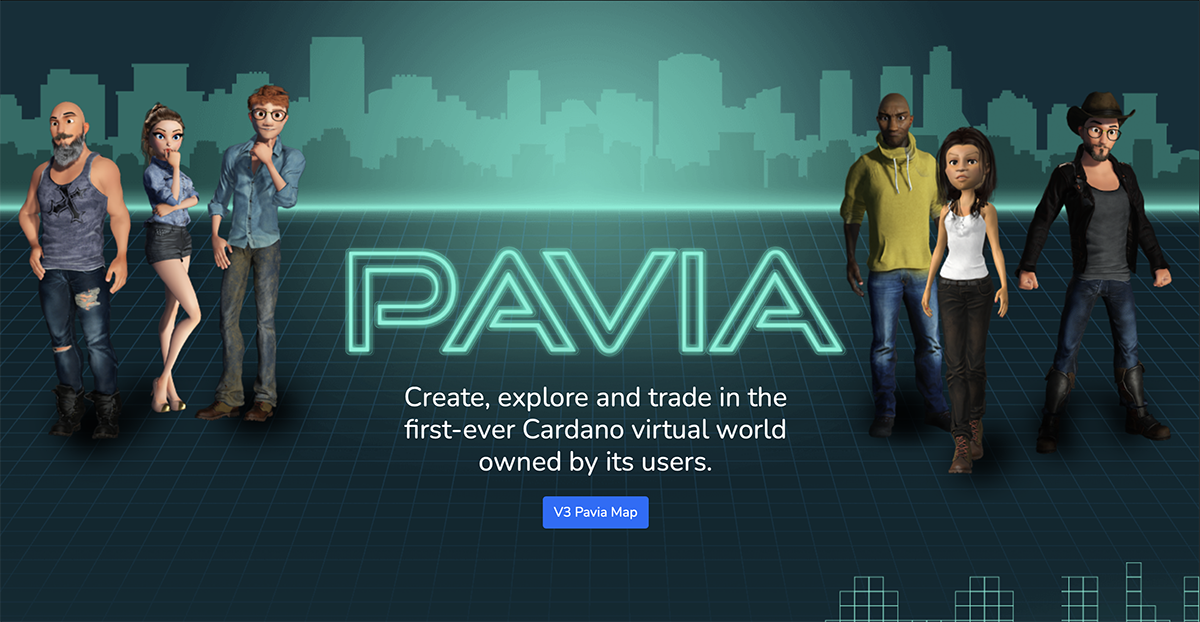 PAVIA
Create, explore and trade in the
first-ever Cardano virtual world
owned by its users.
V3 Pavia Map